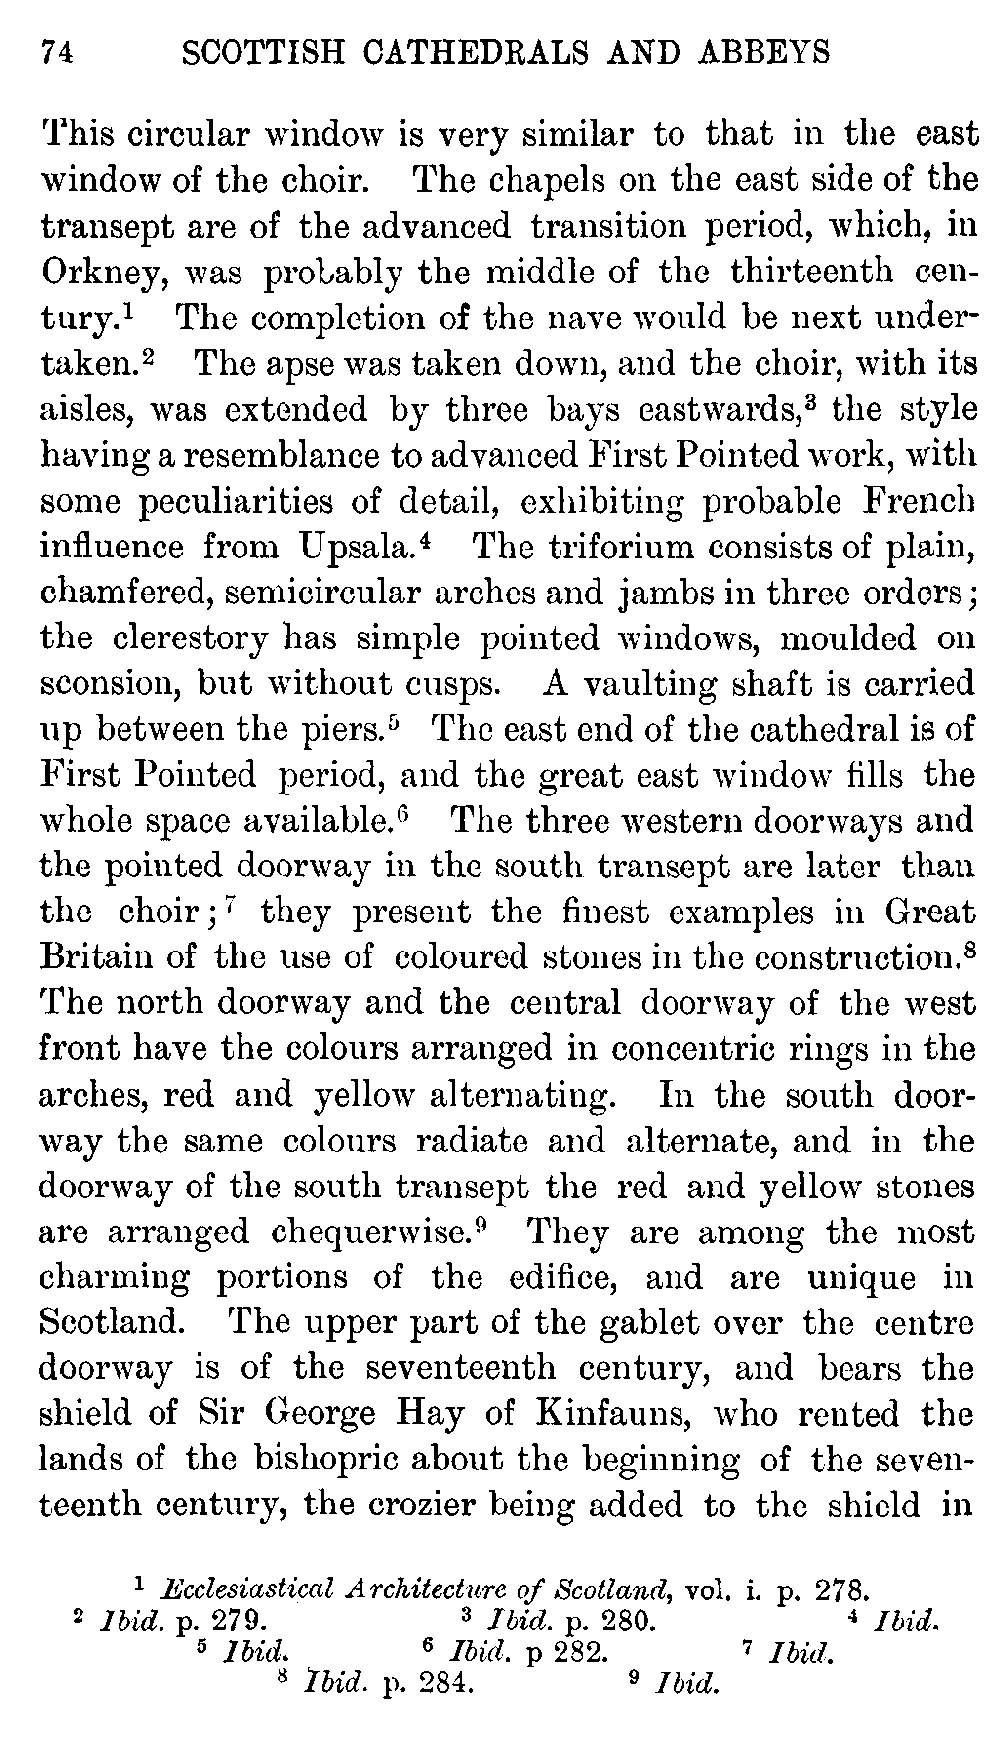 74 SCOTTISH CATHEDRALS AND ABBEYS
This circular window is very similar to that in the east
window of the choir. The chapels on the east side of the
transept are of the advanced transition period, which, in
Orkney, was probably the middle of the thirteenth cen-
tury.¹ The completion of the nave would be next under-
taken.² The apse was taken down, and the choir, with its
aisles, was extended by three bays eastwards,³ the style
having a resemblance to advanced First Pointed work, with
some peculiarities of detail, exhibiting probable French
influence from Upsala.⁴ The triforium consists of plain,
chamfered, semicircular arches and jambs in three orders;
the clerestory has simple pointed windows, moulded on
sconsion, but without cusps. A vaulting shaft is carried
up between the piers.⁵ The east end of the cathedral is of
First Pointed period, and the great east window fills the
whole space available.⁶ The three western doorways and
the pointed doorway in the south transept are later than
the choir;⁷ they present the finest examples in Great
Britain of the use of coloured stones in the construction.⁸
The north doorway and the central doorway of the west
front have the colours arranged in concentric rings in the
arches, red and yellow alternating. In the south door-
way the same colours radiate and alternate, and in the
doorway of the south transept the red and yellow stones
are arranged chequerwise.⁹ They are among the most
charming portions of the edifice, and are unique in
Scotland. The upper part of the gablet over the centre
doorway is of the seventeenth century, and bears the
shield of Sir George Hay of Kinfauns, who rented the
lands of the bishopric about the beginning of the seven-
teenth century, the crozier being added to the shield in
¹ Ecclesiastical Architecture of Scotland, vol. i. p. 278.
² Ibid. p. 279. ³ Ibid. p. 280. ⁴ Ibid.
⁵ Ibid. ⁶ Ibid. p 282. ⁷ Ibid.
⁸ Ibid. p. 284. ⁹ Ibid.